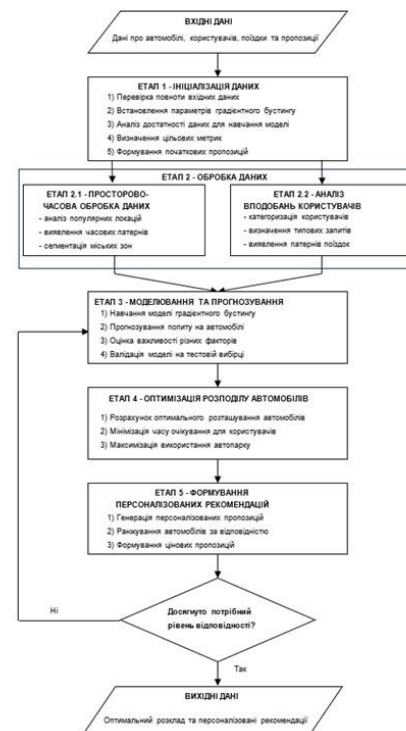 ВХІДНІ ДАНІ
Дані про автомобілі, користувачів, поїздки та пропозиції
ЕТАП 1 - ІНІЦІАЛІЗАЦІЯ ДАНИХ
1) Перевірка повноти вхідних даних
2) Встановлення параметрів градієнтного бустингу
3) Аналіз достатності даних для навчання моделі
4) Визначення цільових метрик
5) Формування початкових пропозицій
ЕТАП 2 - ОБРОБКА ДАНИХ
ЕТАП 2.1 - ПРОСТОРОВО-
ЧАСОВА ОБРОБКА ДАНИХ
- аналіз популярних локацій
- виявлення часових патернів
- сегментація міських зон
ЕТАП 2.2 - АНАЛІЗ
ВПОДОБАНЬ КОРИСТУВАЧІВ
- категоризація користувачів
- визначення типових запитів
- виявлення патернів поїздок
ЕТАП 3 - МОДЕЛЮВАННЯ ТА ПРОГНОЗУВАННЯ
1) Навчання моделі градієнтного бустингу
2) Прогнозування попиту на автомобілі
3) Оцінка важливості різних факторів
4) Валідація моделі на тестовій вибірці
ЕТАП 4 - ОПТИМІЗАЦІЯ РОЗПОДІЛУ АВТОМОБІЛІВ
1) Розрахунок оптимального розташування автомобілів
2) Мінімізація часу очікування для користувачів
3) Максимізація використання автопарку
ЕТАП 5 - ФОРМУВАННЯ
ПЕРСОНАЛІЗОВАНИХ РЕКОМЕНДАЦІЙ
1) Генерація персоналізованих пропозицій
2) Ранжування автомобілів за відповідністю
3) Формування цінових пропозицій
Ні
Досягнуто потрібний
рівень відповідності?
Так
ВИХІДНІ ДАНІ
Оптимальний розклад та персоналізовані рекомендації